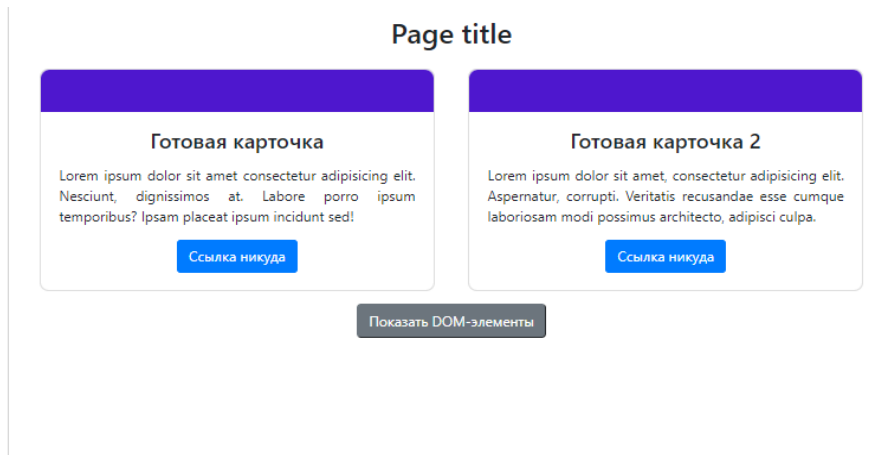 Page title
Готовая карточка
Lorem ipsum dolor sit amet consectetur adipisicing elit.
Nesciunt, dignissimos at. Labore porro ipsum
temporibus? Ipsam placeat ipsum incidunt sed!
Ссылка никуда
Готовая карточка 2
Lorem ipsum dolor sit amet, consectetur adipisicing elit.
Aspernatur, corrupti. Veritatis recusandae esse cumque
laboriosam modi possimus architecto, adipisci culpa.
Ссылка никуда
Показать DOM-элементы